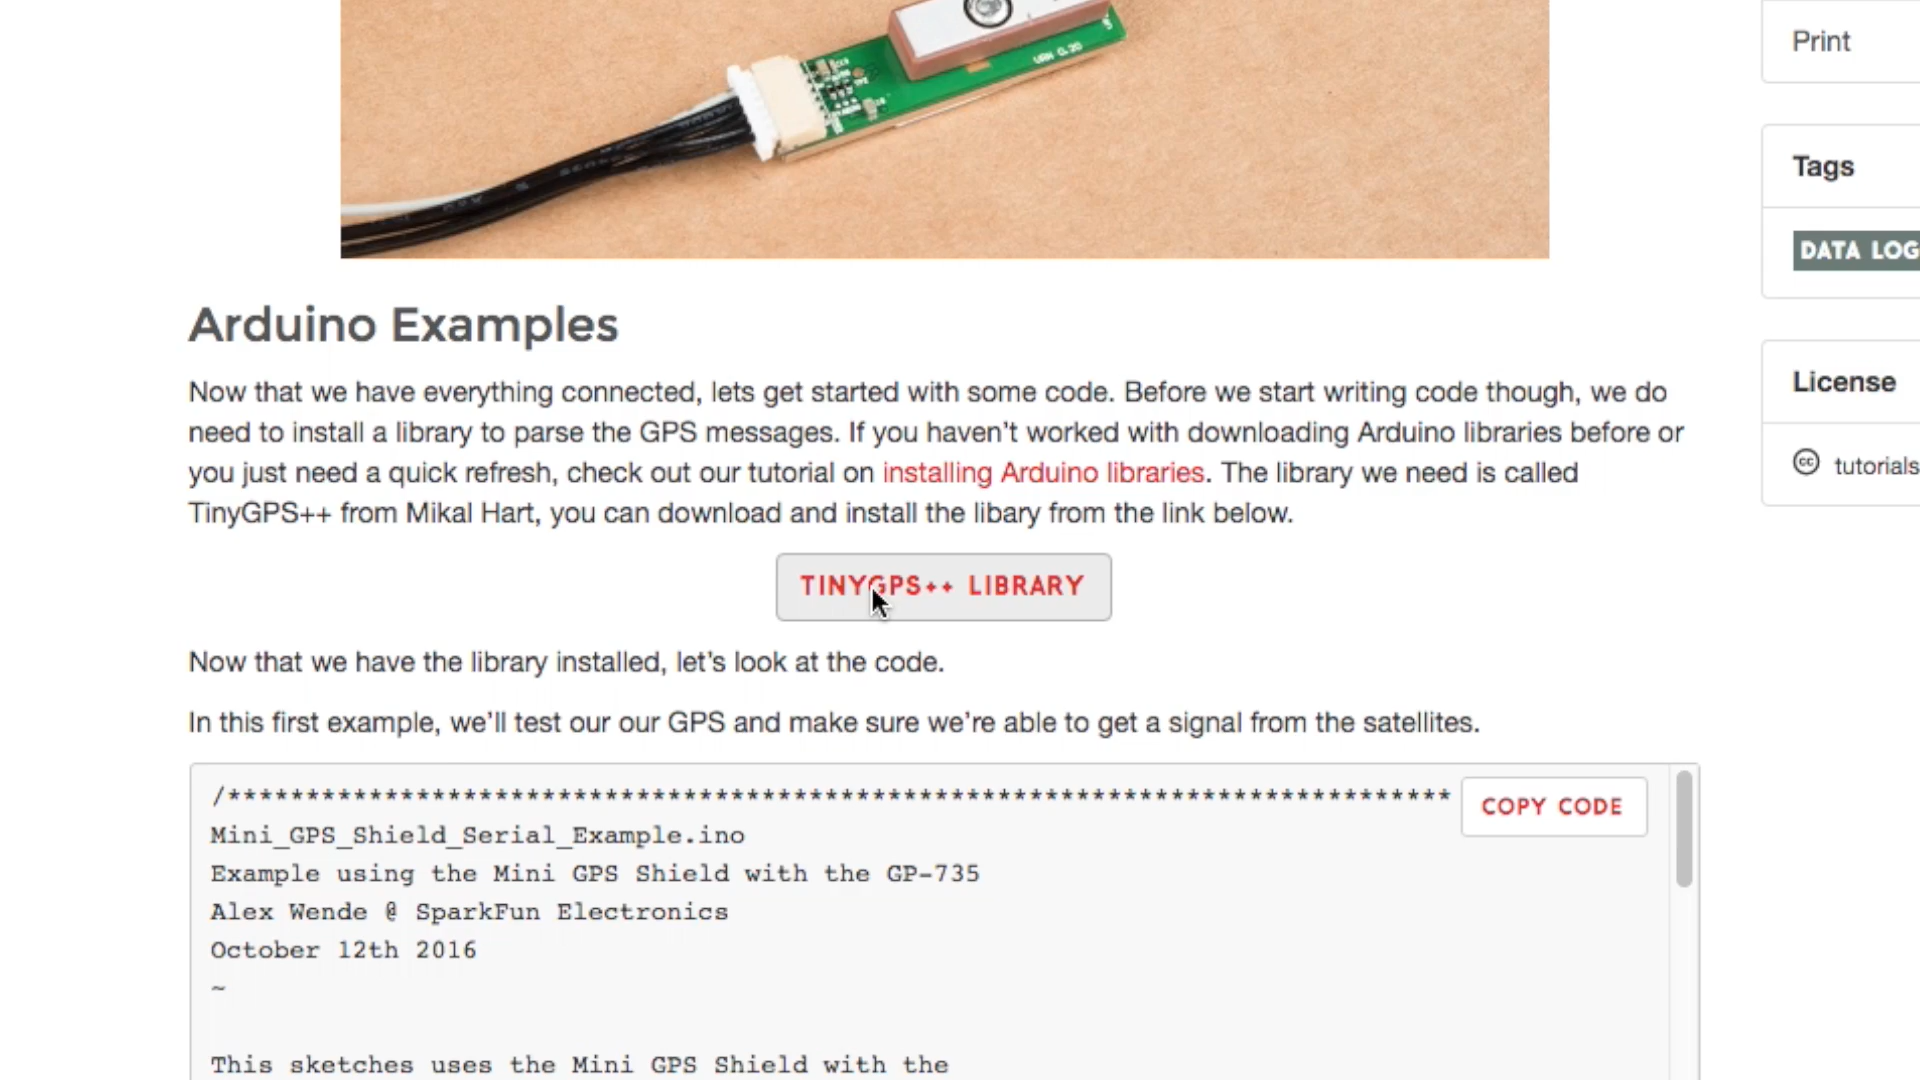 Print
Tags
DATA LOG
License
tutorials
Arduino Examples
Now that we have everything connected, lets get started with some code. Before we start writing code though, we do
need to install a library to parse the GPS messages. If you haven't worked with downloading Arduino libraries before or
you just need a quick refresh, check out our tutorial on installing Arduino libraries. The library we need is called
TinyGPS++ from Mikal Hart, you can download and install the libary from the link below.
TINYGPS++ LIBRARY
Now that we have the library installed, let's look at the code.
In this first example, we'll test our our GPS and make sure we're able to get a signal from the satellites.
COPY CODE
/******************************************************************************
Mini_GPS_Shield_Serial_Example.ino
Example using the Mini GPS Shield with the GP-735
Alex Wende @ SparkFun Electronics
October 12th 2016
~
This sketches uses the Mini GPS Shield with the